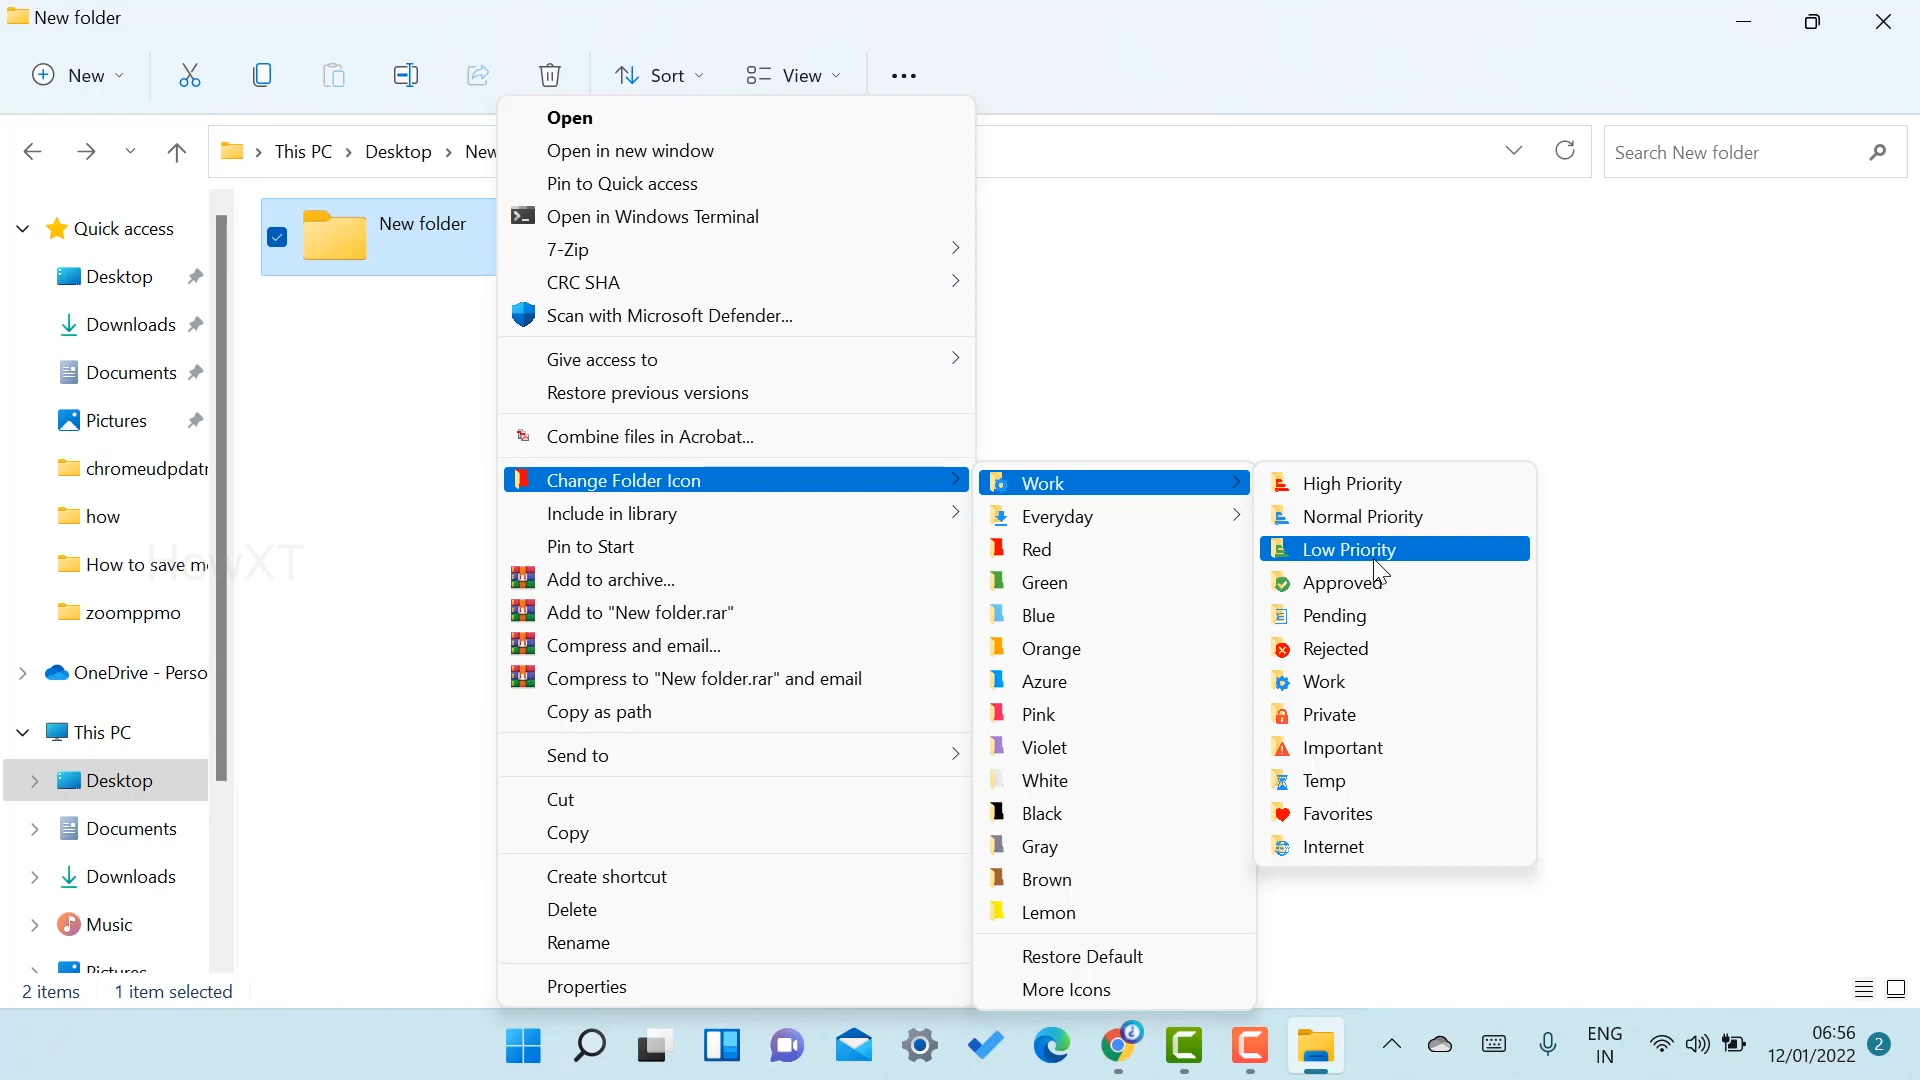 New folder
New
Sort
View
This PC
Desktop
New
Search New folder
Quick access
Desktop
Downloads
Documents
Pictures
chromeudpdatr
how
How to save me
zoomppmo
OneDrive - Perso
This PC
Desktop
Documents
Downloads
Music
Pictures
2 items
1 item selected
New folder
HowXT
Open
Open in new window
Pin to Quick access
Open in Windows Terminal
7-Zip
CRC SHA
Scan with Microsoft Defender...
Give access to
Restore previous versions
Combine files in Acrobat...
Change Folder Icon
Include in library
Pin to Start
Add to archive...
Add to "New folder.rar"
Compress and email...
Compress to "New folder.rar" and email
Copy as path
Send to
Cut
Copy
Create shortcut
Delete
Rename
Properties
Work
Everyday
Red
Green
Blue
Orange
Azure
Pink
Violet
White
Black
Gray
Brown
Lemon
Restore Default
More Icons
High Priority
Normal Priority
Low Priority
Approved
Pending
Rejected
Work
Private
Important
Temp
Favorites
Internet
ENG
IN
06:56
12/01/2022
2